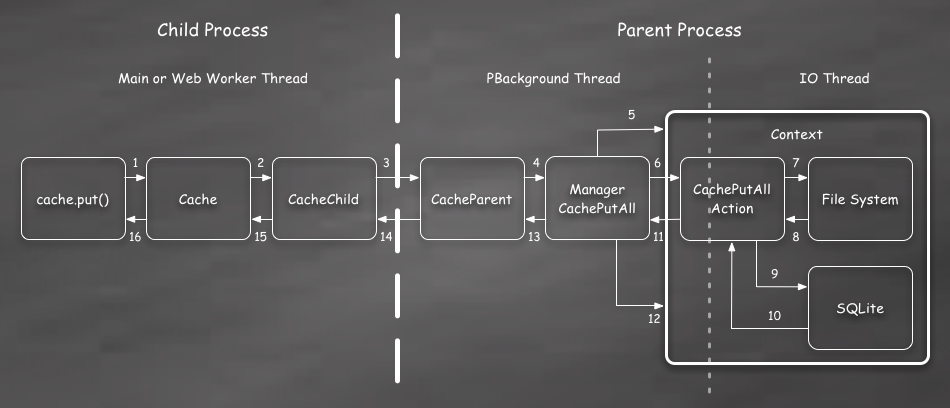 Child Process
Parent Process
Main or Web Worker Thread
PBackground Thread
IO Thread
5
Context
1
2
3
4
6
7
cache.put()
Cache
CacheChild
CacheParent
Manager
CachePutAll
CachePutAll
Action
File System
16
15
14
13
11
8
9
10
SQLite
12